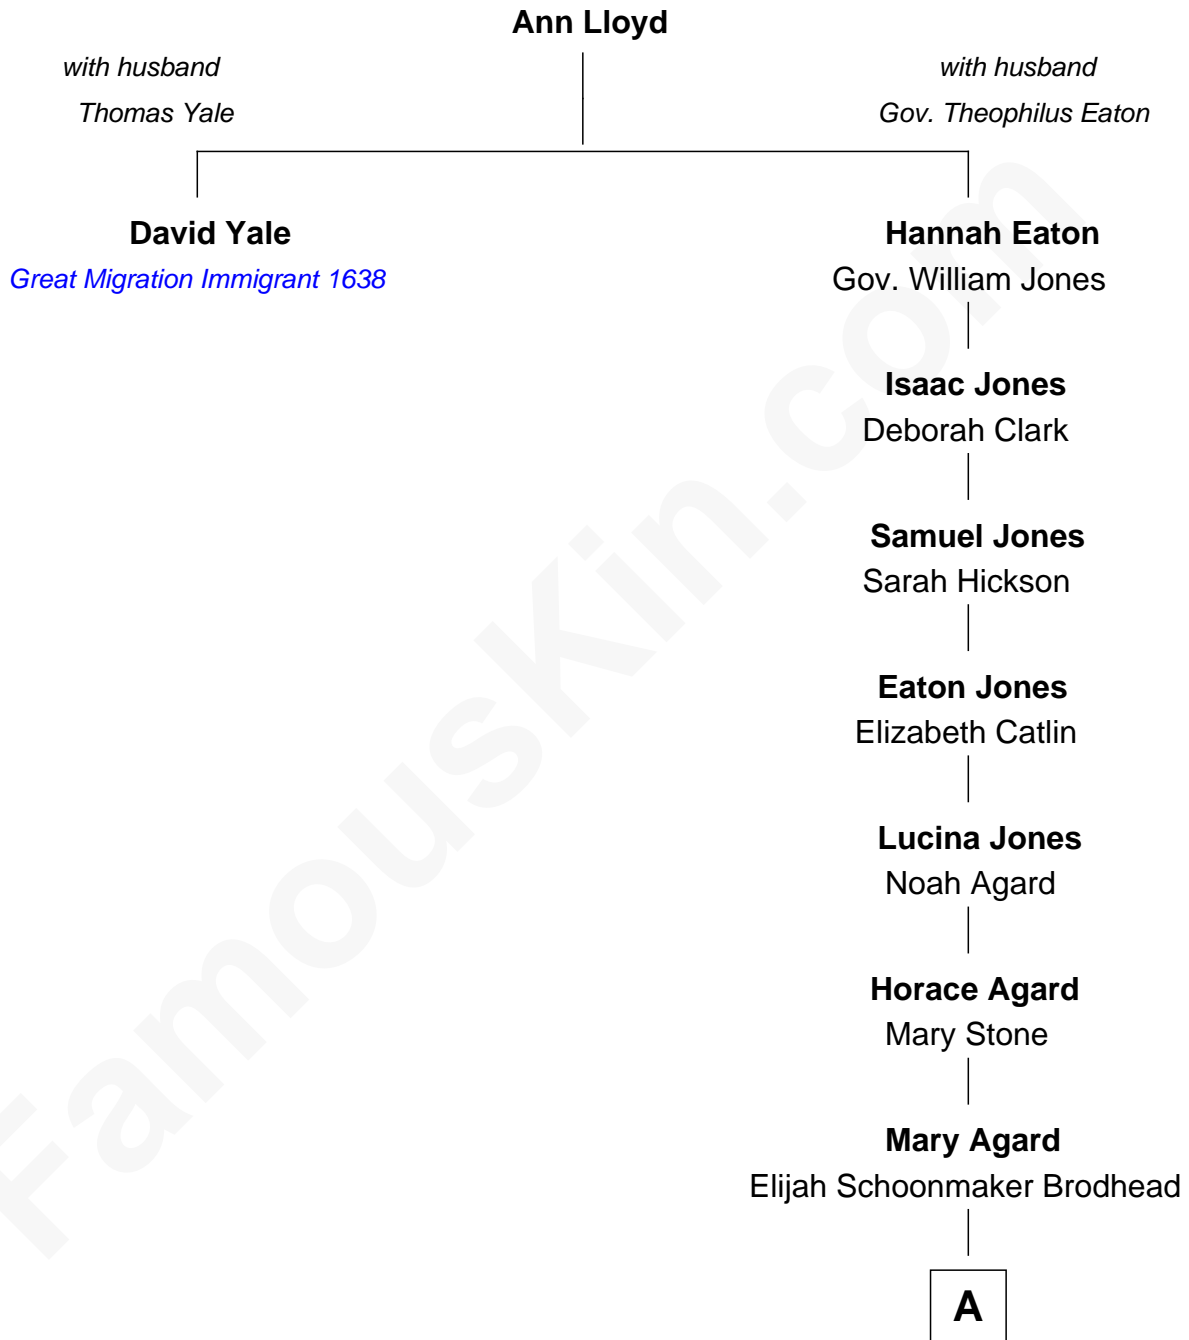 Ann Lloyd
with husband
Thomas Yale
with husband
Gov. Theophilus Eaton
David Yale
Great Migration Immigrant 1638
Hannah Eaton
Gov. William Jones
Isaac Jones
Deborah Clark
Samuel Jones
Sarah Hickson
Eaton Jones
Elizabeth Catlin
Lucina Jones
Noah Agard
Horace Agard
Mary Stone
Mary Agard
Elijah Schoonmaker Brodhead
A
FamousKin.com